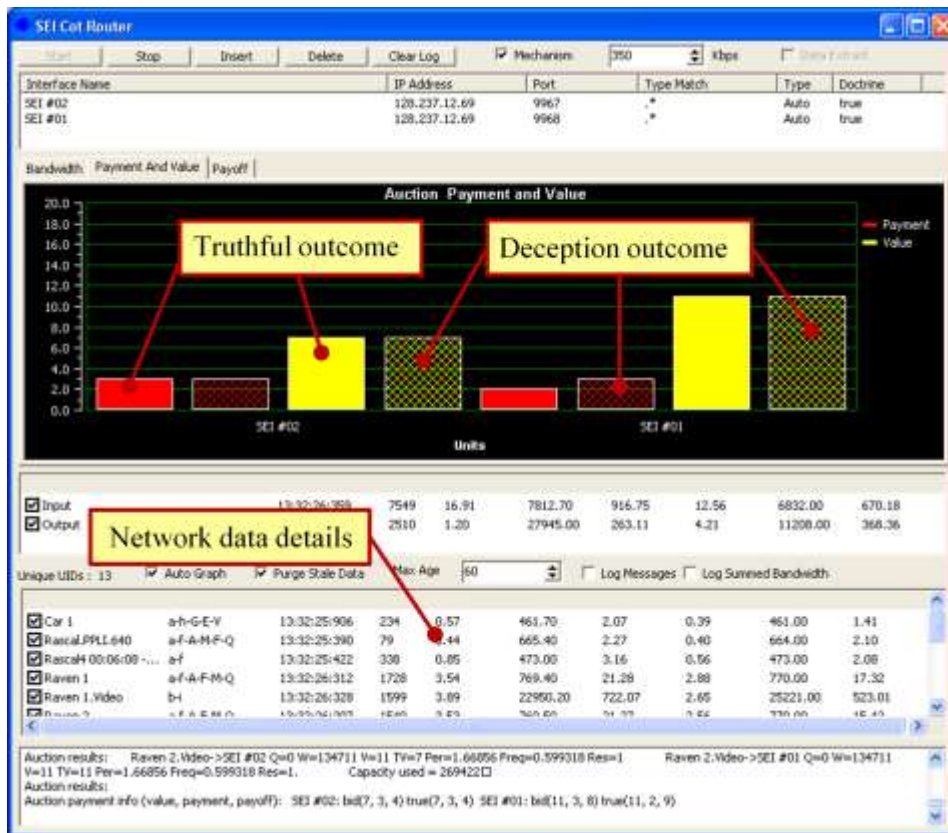 SEI Cot Router
Start Stop Insert Delete Clear Log Mechanism 350 Kbps
Interface Name IP Address Port Type Match Type Doctrine
SEI #02 128.237.12.69 9967 .* Auto true
SEI #01 128.237.12.69 9968 .* Auto true
Bandwidth Payment And Value Payoff
Auction Payment and Value
20.0
18.0
16.0
14.0
12.0
10.0
8.0
6.0
4.0
2.0
0.0
Payment
Value
Truthful outcome
Deception outcome
SEI #02 SEI #01
Units
Input 13:32:26:359 7549 16.91 7812.70 916.75 12.56 6832.00 670.18
Output 2510 1.20 27945.00 263.11 4.21 11208.00 368.36
Network data details
Unique UIDs : 13 Auto Graph Purge Stale Data Max Age 60 Log Messages Log Summed Bandwidth
Car 1 a-h-G-E-V 13:32:25:906 234 0.57 461.70 2.07 0.39 461.00 1.41
Rascal.PPLI.640 a-f-A-M-F-Q 13:32:25:390 79 .44 665.40 2.27 0.40 664.00 2.10
Rascal4 00:06:08 -... a-f 13:32:25:422 338 0.85 473.00 3.16 0.56 473.00 2.08
Raven 1 a-f-A-F-M-Q 13:32:26:312 1728 3.54 769.40 21.28 2.88 770.00 17.32
Raven 1.Video b-i 13:32:26:328 1599 3.89 22950.20 722.07 2.65 25221.00 523.01
Auction results: Raven 2.Video->SEI #02 Q=0 W=134711 V=11 TV=7 Per=1.66856 Freq=0.599318 Res=1 Raven 2.Video->SEI #01 Q=0 W=134711
V=11 TV=11 Per=1.66856 Freq=0.599318 Res=1. Capacity used = 269422
Auction results:
Auction payment info (value, payment, payoff): SEI #02: bid(7, 3, 4) true(7, 3, 4) SEI #01: bid(11, 3, 8) true(11, 2, 9)